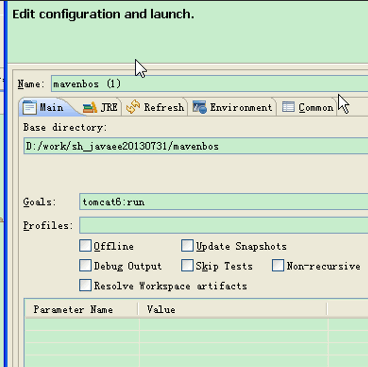 Edit configuration and launch.
Name: mavenbos (1)
Main JRE Refresh Environment Common
Base directory:
D:/work/sh_javaee20130731/mavenbos
Goals: tomcat6:run
Profiles:
Offline Update Snapshots
Debug Output Skip Tests Non-recursive
Resolve Workspace artifacts
Parameter Name Value